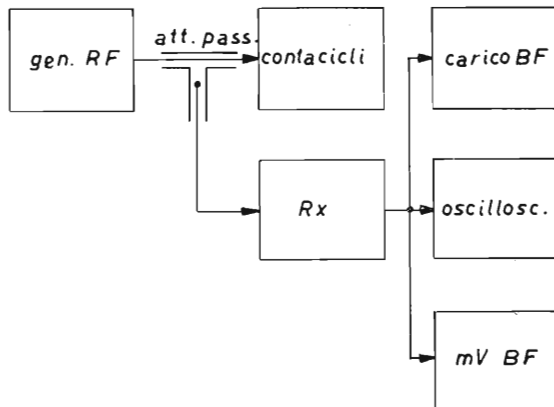 att. pass.
gen. RF
contacicli
carico BF
Rx
oscillosc.
mV BF